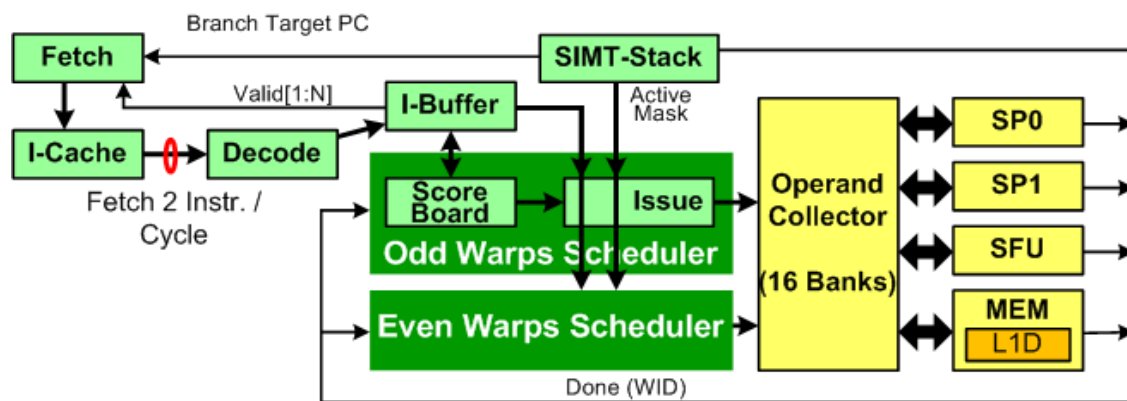 Branch Target PC
Fetch
SIMT-Stack
Valid[1:N]
I-Buffer
Active
Mask
I-Cache
Decode
Fetch 2 Instr. /
Cycle
Score
Board
Issue
Odd Warps Scheduler
Even Warps Scheduler
Done (WID)
Operand
Collector
(16 Banks)
SP0
SP1
SFU
MEM
L1D